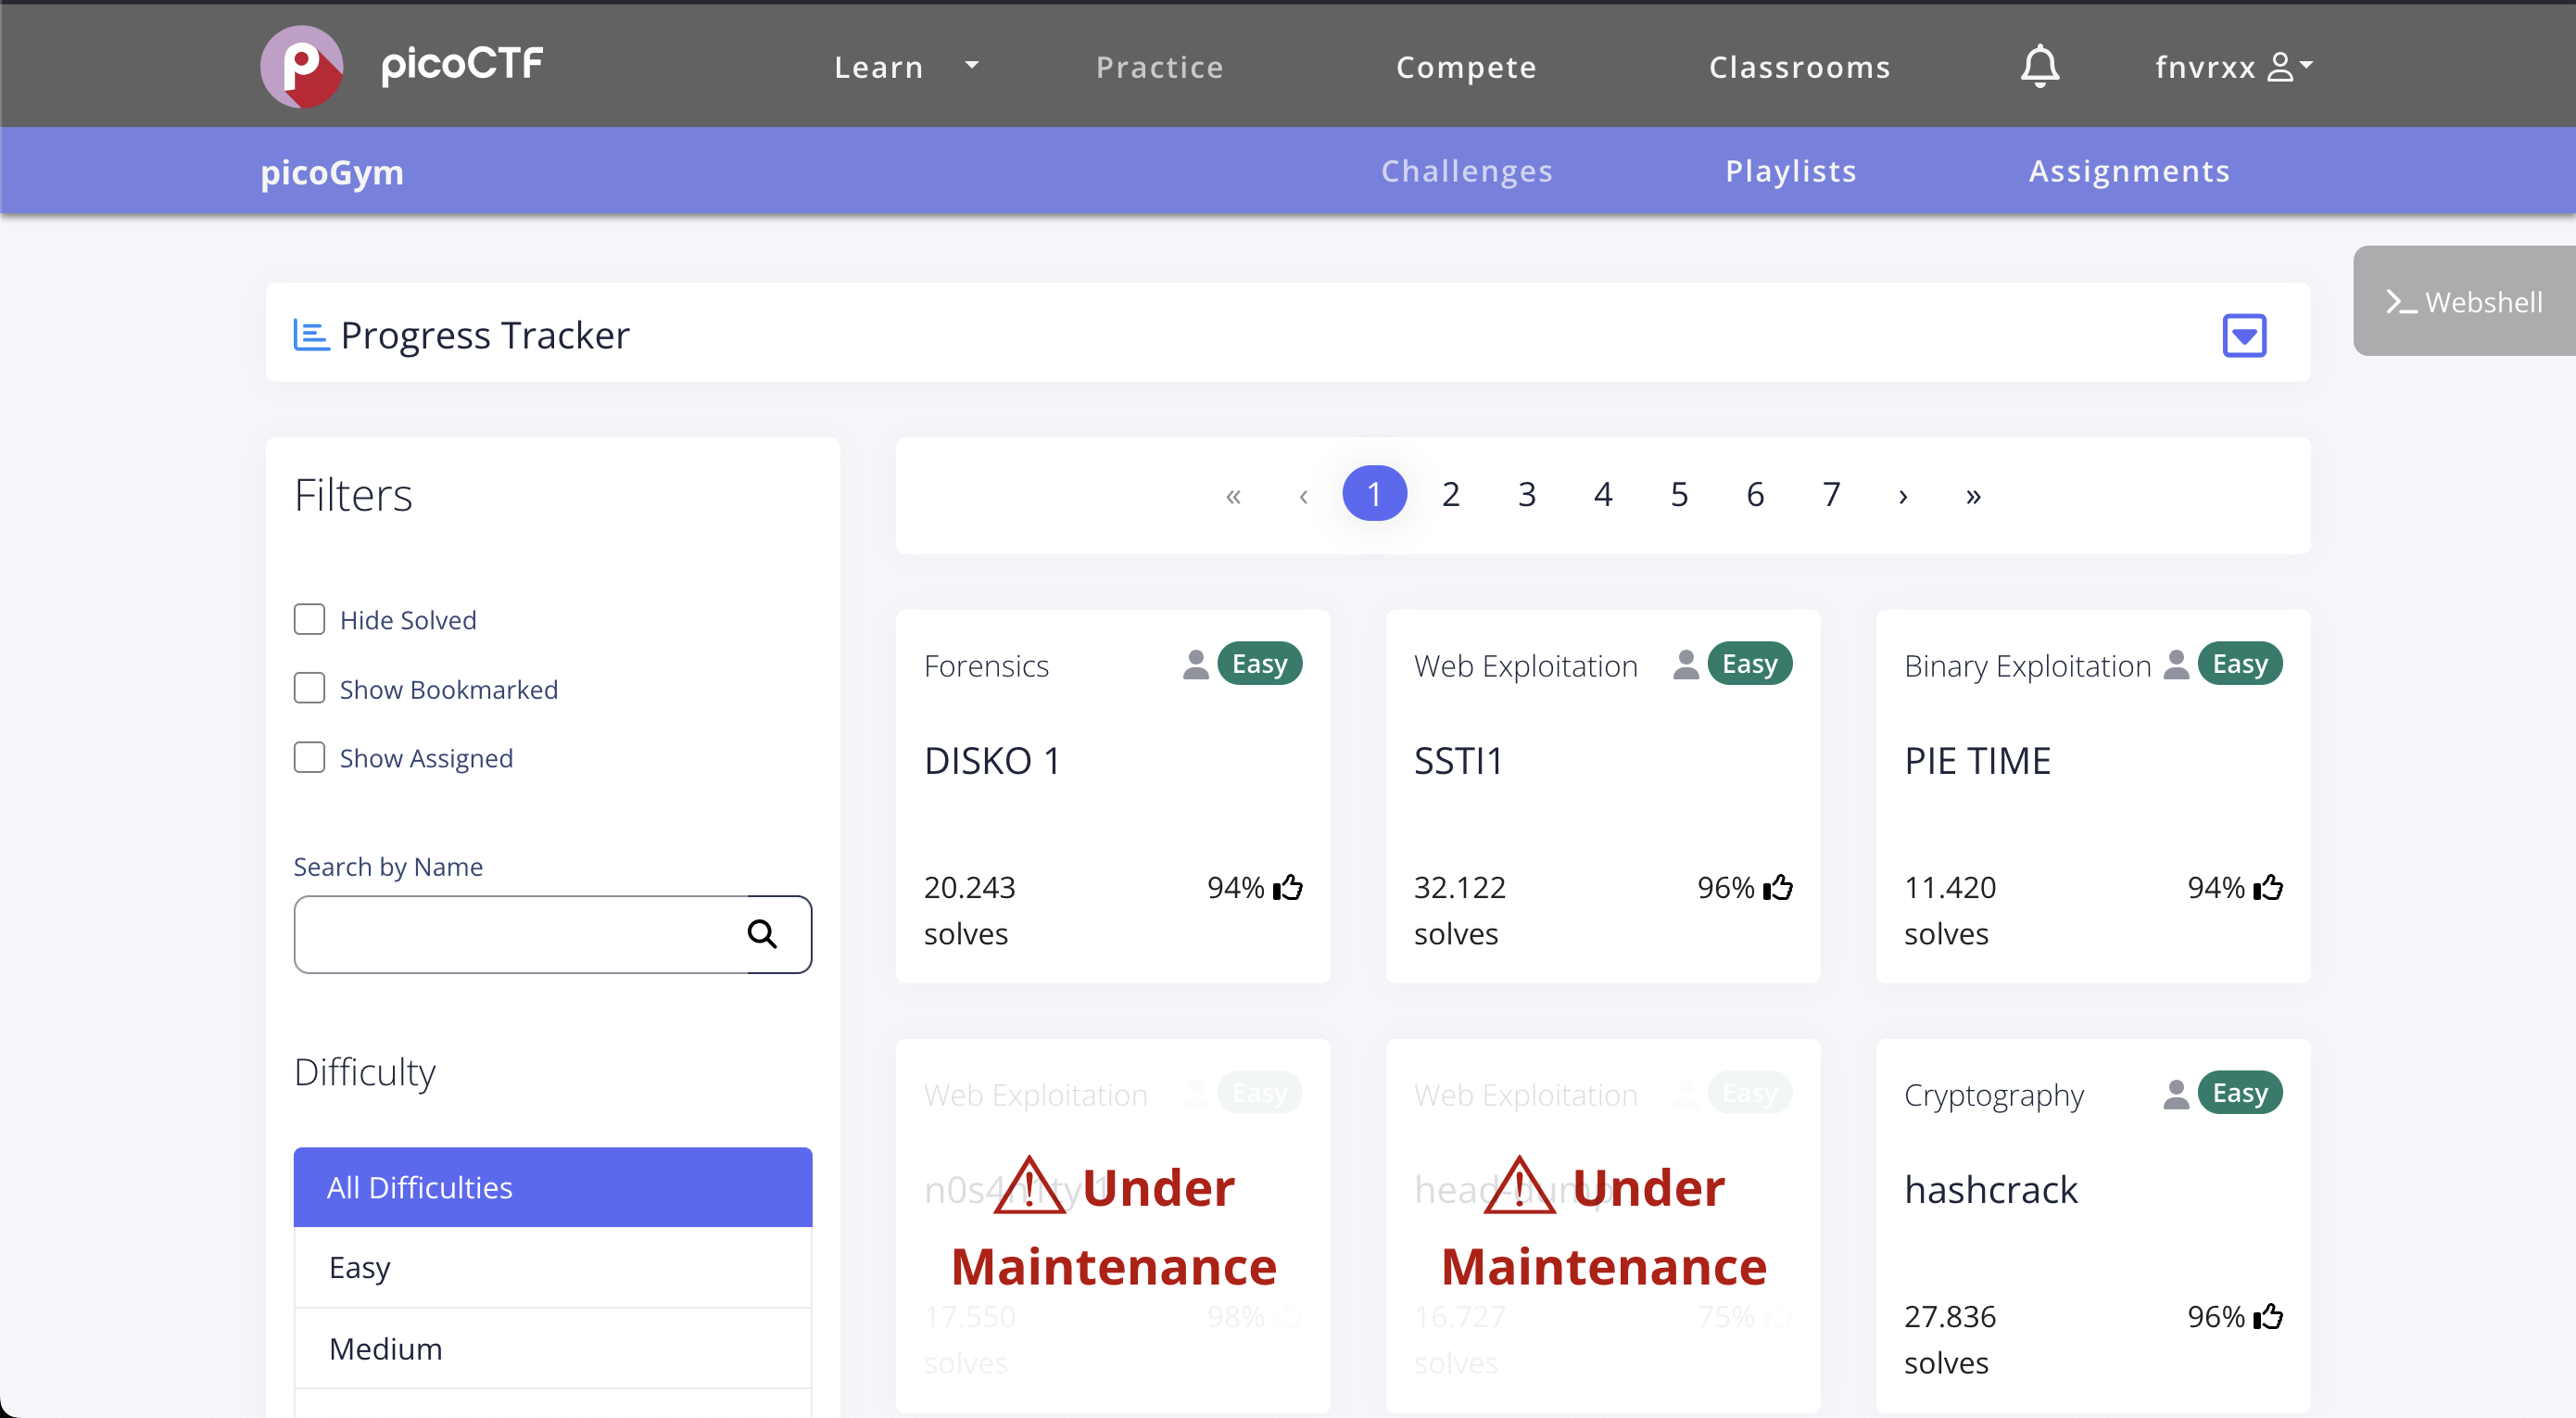 picoCTF
Learn
Practice
Compete
Classrooms
fnvrxx
picoGym
Challenges
Playlists
Assignments
>_ Webshell
Progress Tracker
Filters
Hide Solved
Show Bookmarked
Show Assigned
Search by Name
Difficulty
All Difficulties
Easy
Medium
« ‹ 1 2 3 4 5 6 7 › »
Forensics Easy
DISKO 1
20.243 94%
solves
Web Exploitation Easy
SSTI1
32.122 96%
solves
Binary Exploitation Easy
PIE TIME
11.420 94%
solves
Web Exploitation Easy
Under
Maintenance
17.550 98%
solves
Web Exploitation Easy
head-dump
Under
Maintenance
16.727 75%
solves
Cryptography Easy
hashcrack
27.836 96%
solves